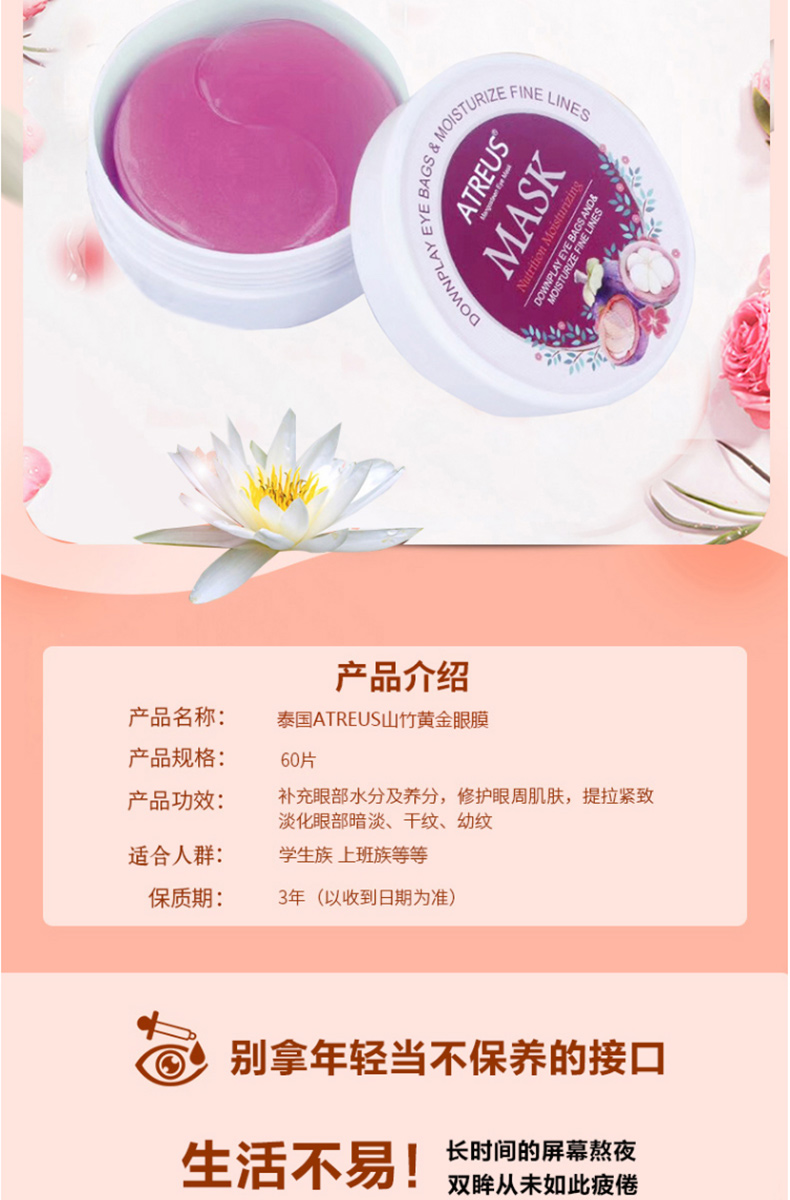 DOWNPLAY EYE BAGS & MOISTURIZE FINE LINES
ATREUS®
Mangosteen Eye Mask
MASK
Nutrition Moisturizing
DOWNPLAY EYE BAGS AND&
MOISTURIZE FINE LINES
产品介绍
产品名称： 泰国ATREUS山竹黄金眼膜
产品规格： 60片
产品功效： 补充眼部水分及养分，修护眼周肌肤，提拉紧致
淡化眼部暗淡、干纹、幼纹
适合人群： 学生族 上班族等等
保质期： 3年（以收到日期为准）
别拿年轻当不保养的接口
生活不易！
长时间的屏幕熬夜
双眸从未如此疲倦